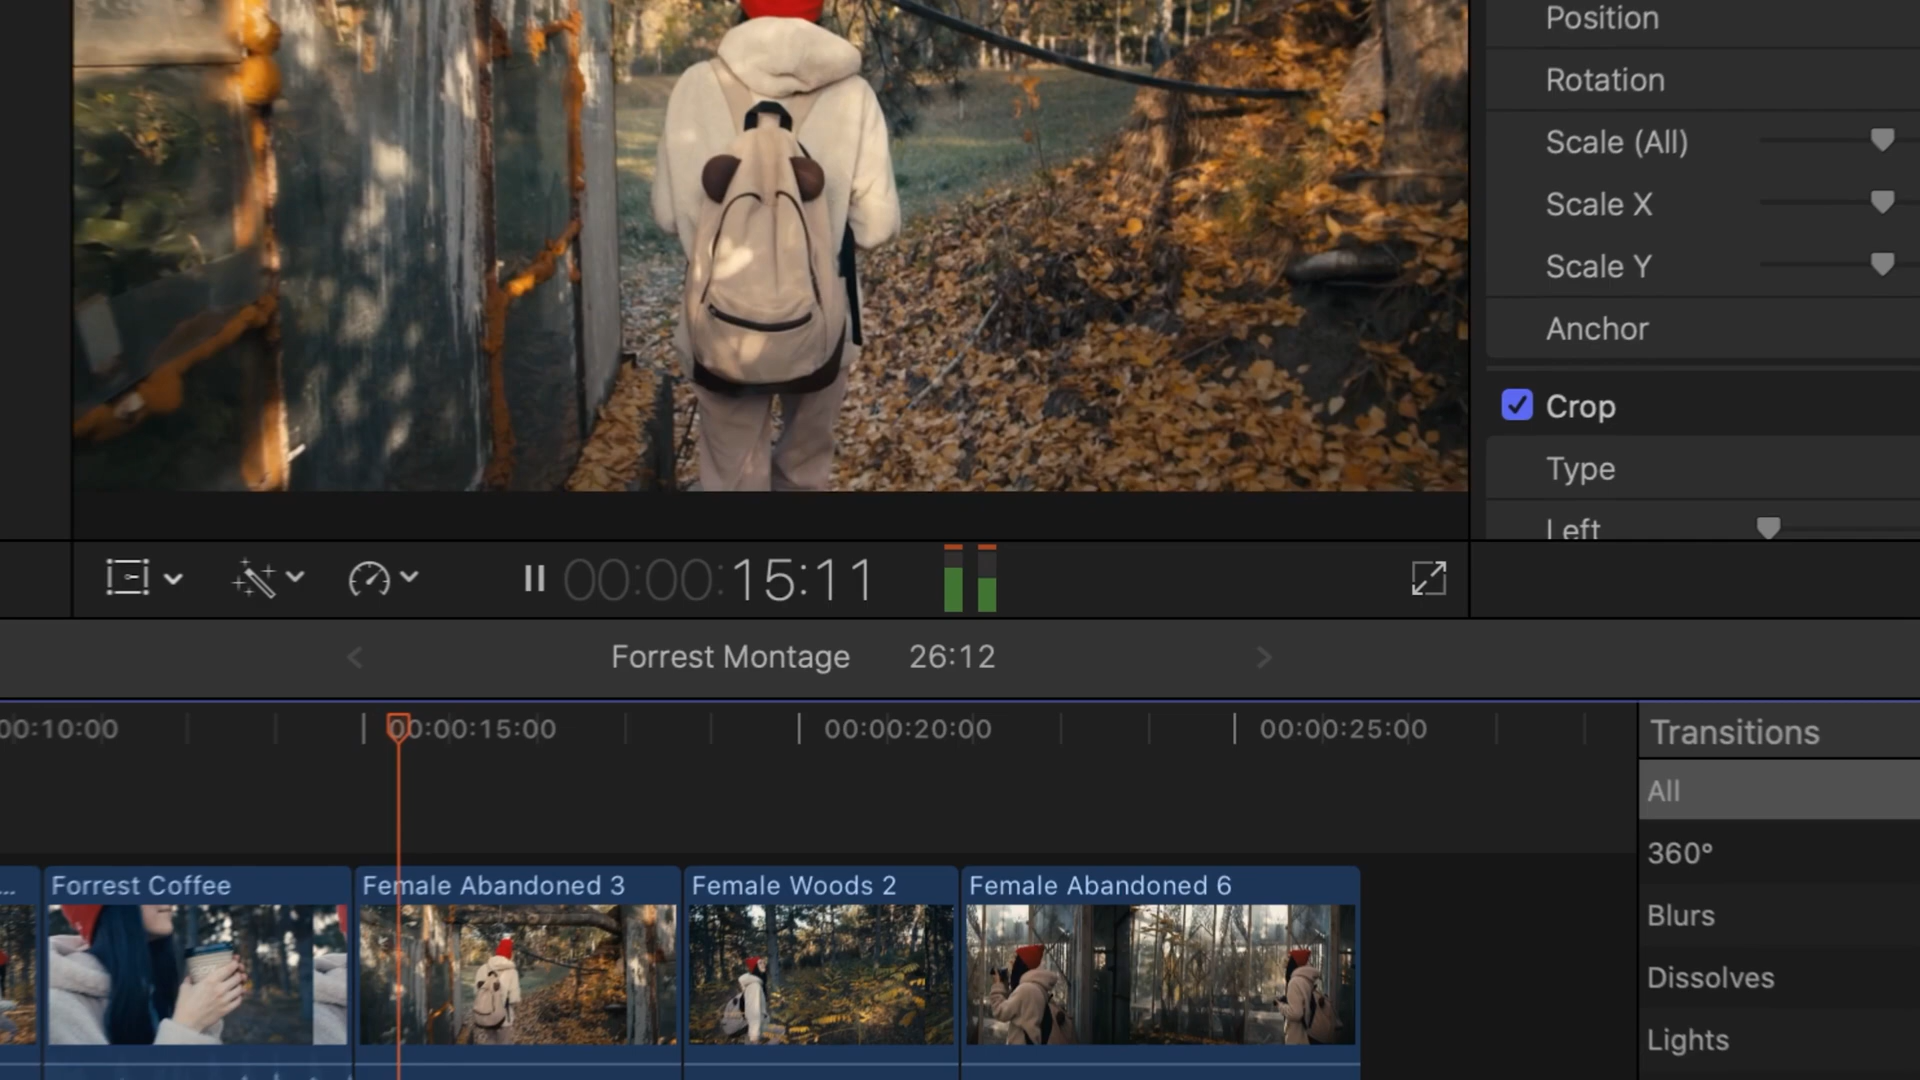 Position
Rotation
Scale (All)
Scale X
Scale Y
Anchor
Crop
Type
Left
00:00:15:11
Forrest Montage 26:12
00:10:00 00:00:15:00 00:00:20:00 00:00:25:00
Transitions
All
360°
Blurs
Dissolves
Lights
... Forrest Coffee Female Abandoned 3 Female Woods 2 Female Abandoned 6